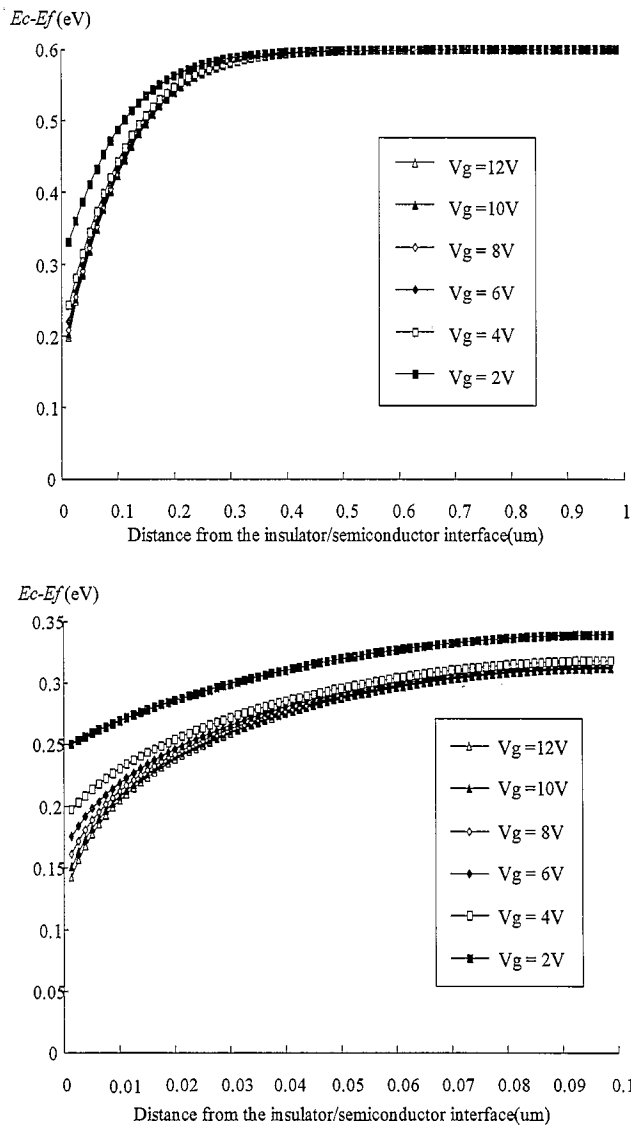 Ec-Ef (eV)
0.6
0.5
0.4
0.3
0.2
0.1
0
Vg = 12V
Vg = 10V
Vg = 8V
Vg = 6V
Vg = 4V
Vg = 2V
0 0.1 0.2 0.3 0.4 0.5 0.6 0.7 0.8 0.9 1
Distance from the insulator/semiconductor interface(um)
Ec-Ef (eV)
0.35
0.3
0.25
0.2
0.15
0.1
0.05
0
Vg = 12V
Vg = 10V
Vg = 8V
Vg = 6V
Vg = 4V
Vg = 2V
0 0.01 0.02 0.03 0.04 0.05 0.06 0.07 0.08 0.09 0.1
Distance from the insulator/semiconductor interface(um)